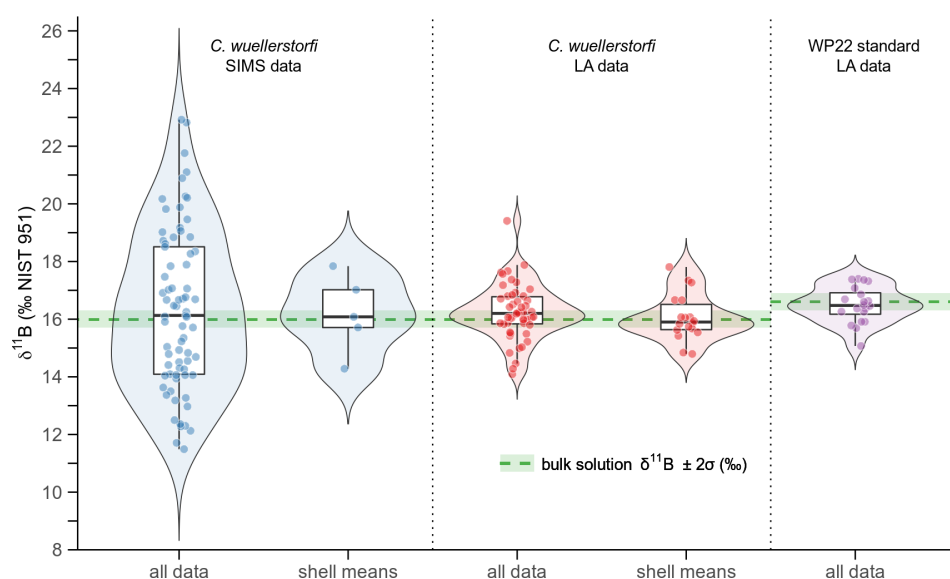 C. wuellerstorfi
SIMS data
C. wuellerstorfi
LA data
WP22 standard
LA data
δ¹¹B (‰ NIST 951)
26
24
22
20
18
16
14
12
10
8
bulk solution δ¹¹B ± 2σ (‰)
all data
shell means
all data
shell means
all data